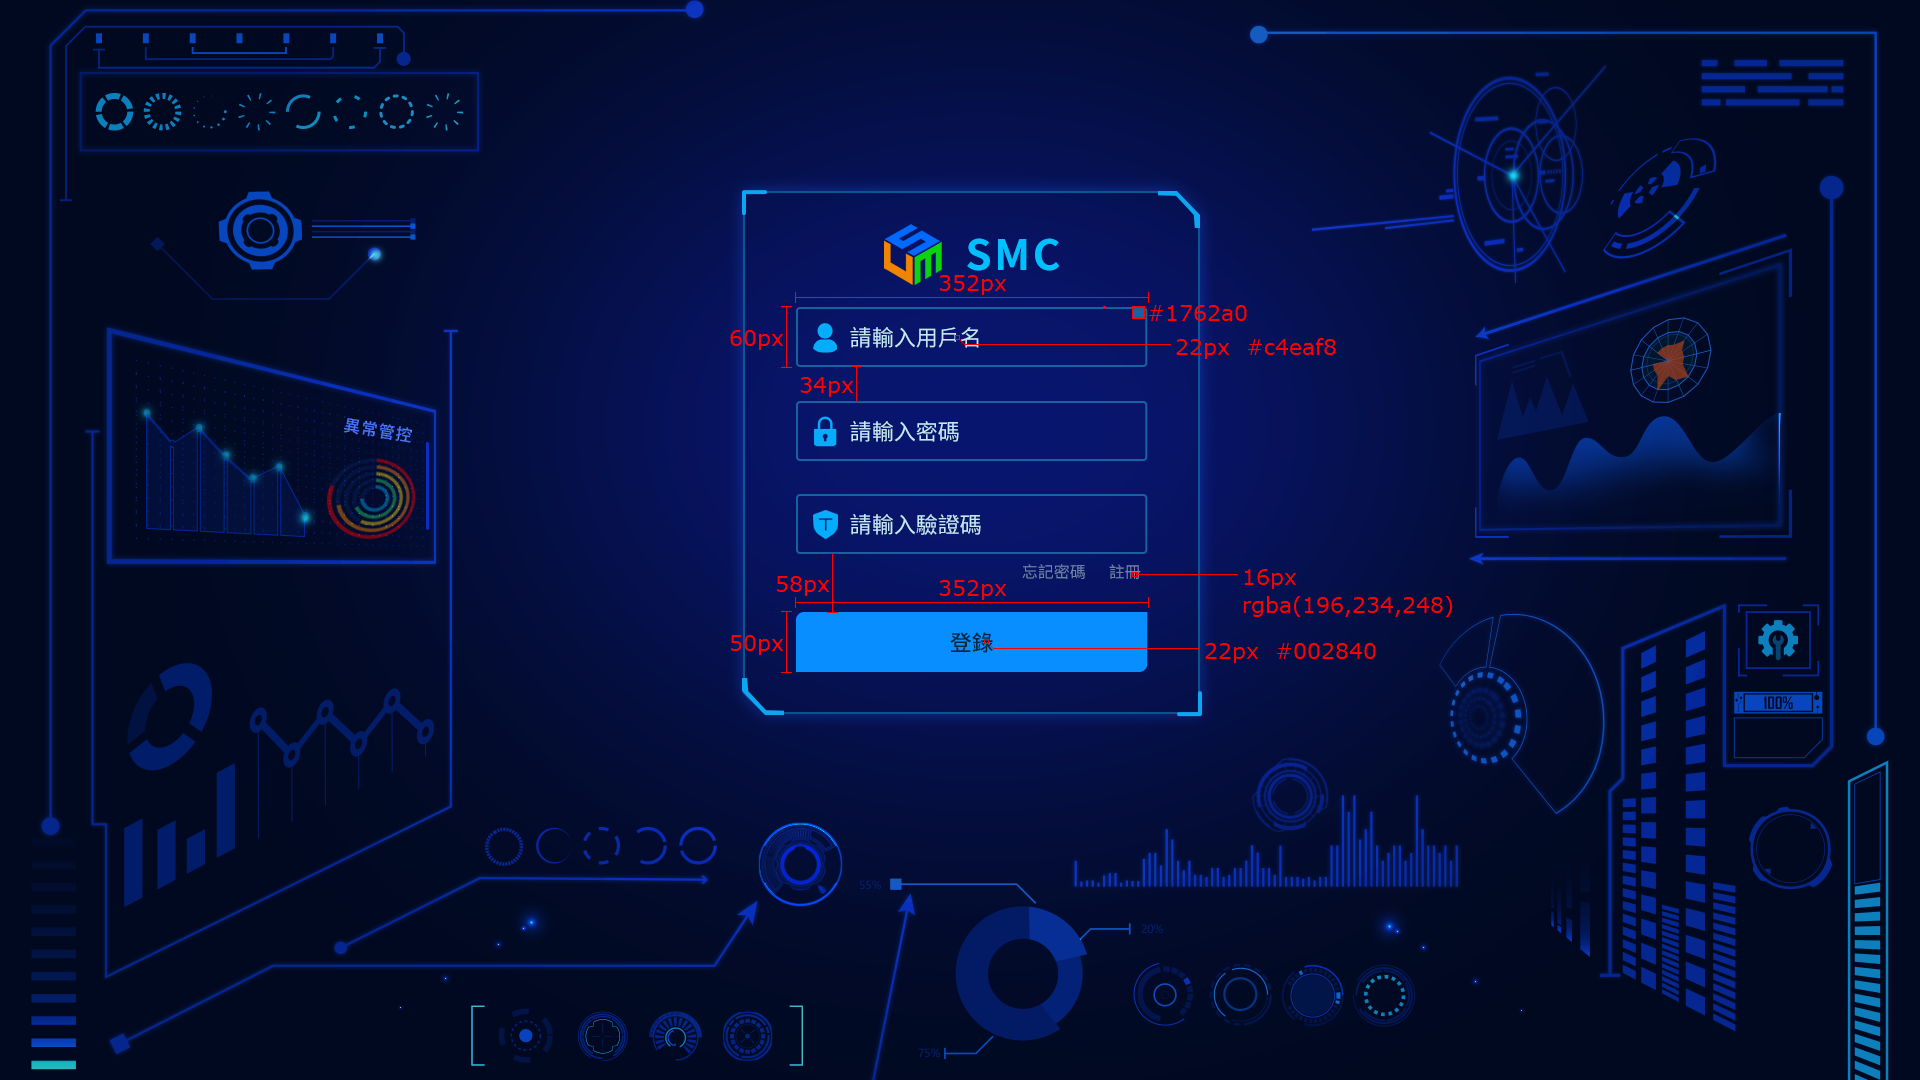 SMC
352px
60px
請輸入用戶名
#1762a0
22px #c4eaf8
34px
請輸入密碼
異常管控
請輸入驗證碼
忘記密碼 註冊
58px
352px
16px
rgba(196,234,248)
50px
登錄
22px #002840
100%
55%
20%
75%